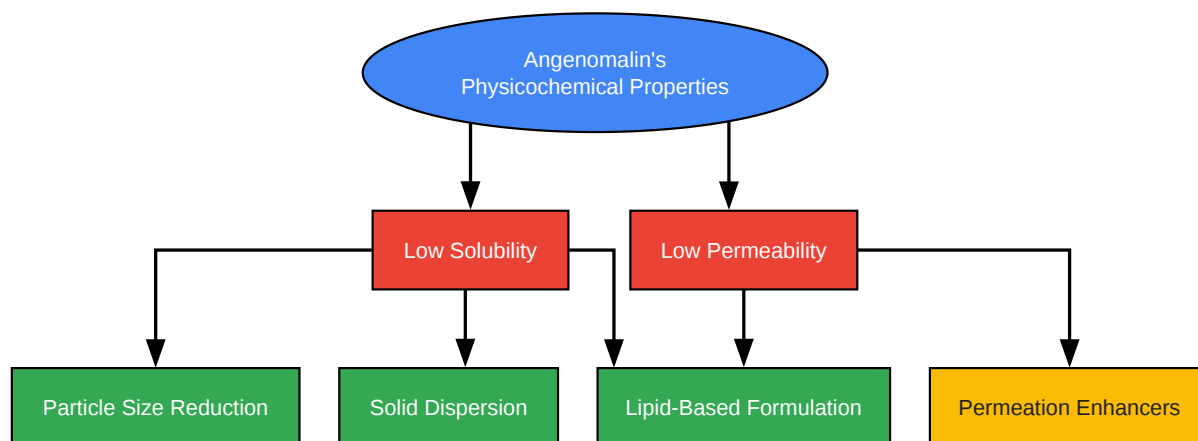 Angenomalin's
Physicochemical Properties
Low Solubility
Low Permeability
Particle Size Reduction
Solid Dispersion
Lipid-Based Formulation
Permeation Enhancers